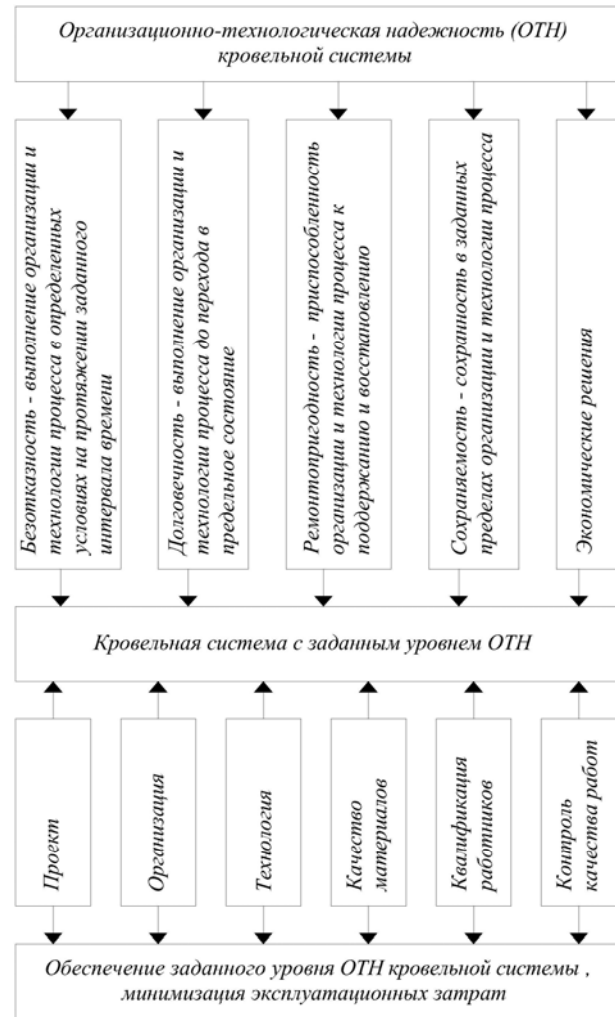 Организационно-технологическая надежность (ОТН)
кровельной системы
Безотказность - выполнение организации и
технологии процесса в определенных
условиях на протяжении заданного
интервала времени
Долговечность - выполнение организации и
технологии процесса до перехода в
предельное состояние
Ремонтопригодность - приспособленность
организации и технологии процесса к
поддержанию и восстановлению
Сохраняемость - сохранность в заданных
пределах организации и технологии процесса
Экономические решения
Кровельная система с заданным уровнем ОТН
Проект
Организация
Технология
Качество
материалов
Квалификация
работников
Контроль
качества работ
Обеспечение заданного уровня ОТН кровельной системы ,
минимизация эксплуатационных затрат